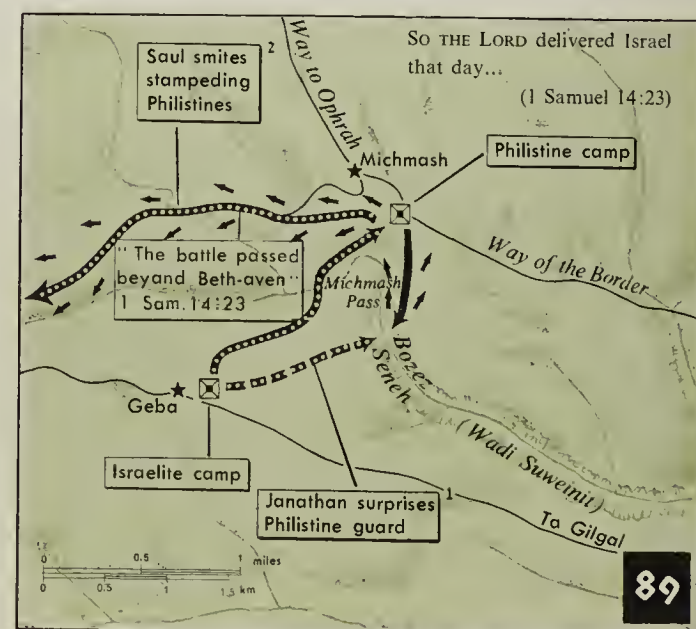 SO THE LORD delivered Israel
that day...
(1 Samuel 14:23)
Saul smites
stampeding
Philistines
2
Way to Ophrah
Michmash
Philistine camp
"The battle passed
beyand Beth-aven"
1 Sam. 14:23
Michmash
Pass
Way of the Border
Bozez
Seneh
(Wadi Suweinit)
Geba
Israelite camp
Janathan surprises
Philistine guard
1
Ta Gilgal
0 0.5 1 miles
0 0.5 1 1,5 km
89